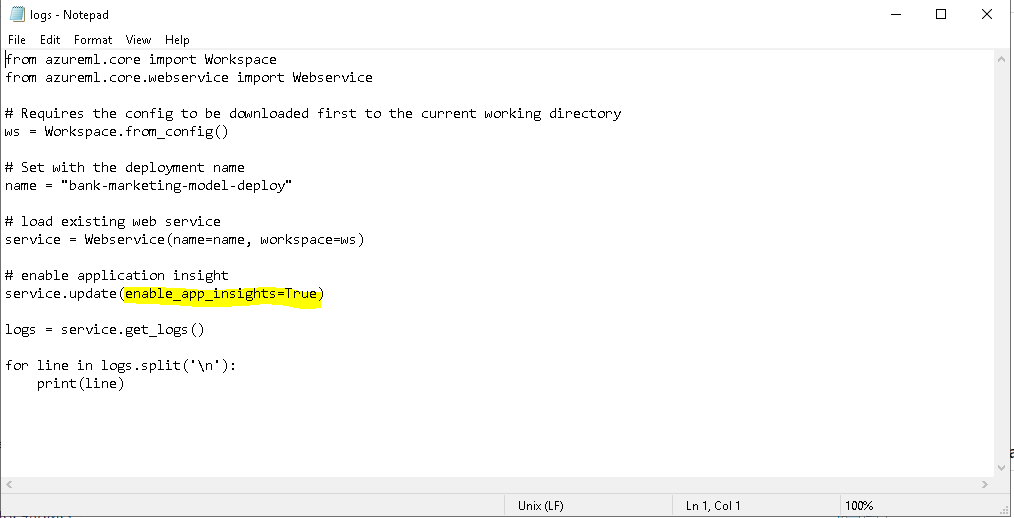 logs - Notepad
File Edit Format View Help
from azureml.core import Workspace
from azureml.core.webservice import Webservice
# Requires the config to be downloaded first to the current working directory
ws = Workspace.from_config()
# Set with the deployment name
name = "bank-marketing-model-deploy"
# load existing web service
service = Webservice(name=name, workspace=ws)
# enable application insight
service.update(enable_app_insights=True)
logs = service.get_logs()
for line in logs.split('\n'):
    print(line)
Unix (LF) Ln 1, Col 1 100%